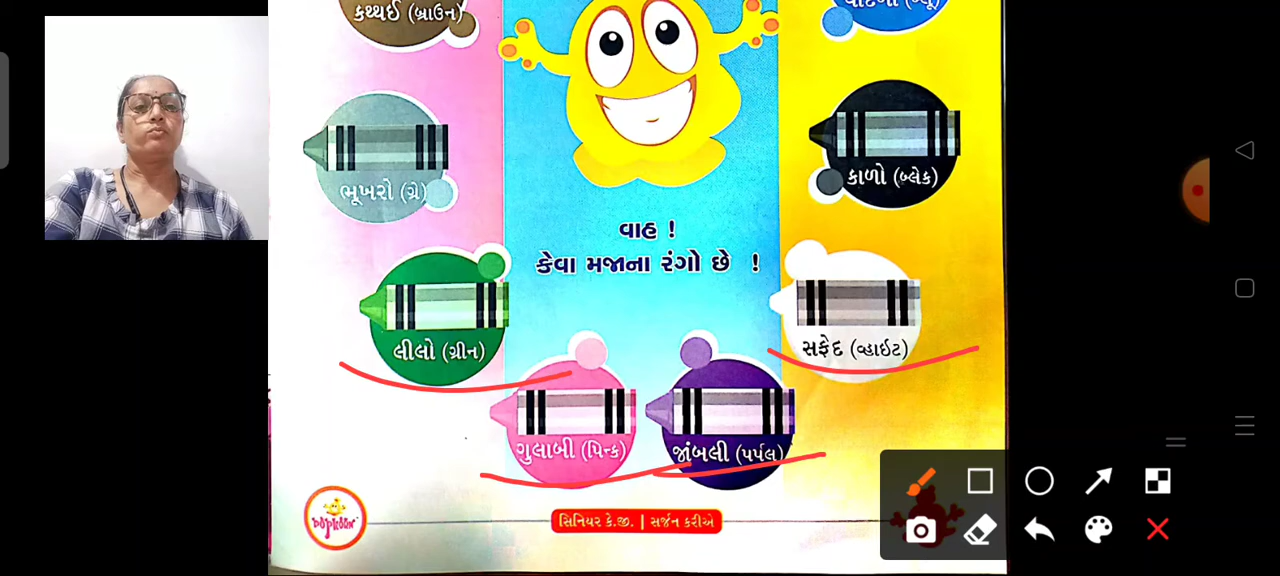 કથ્થઈ (બ્રાઉન)
ભૂખરો (ગ્રે)
કાળો (બ્લેક)
વાહ !
કેવા મજાના રંગો છે !
લીલો (ગ્રીન)
સફેદ (વ્હાઈટ)
ગુલાબી (પિન્ક)
જાંબલી (પર્પલ)
સિનિયર કે.જી. | સર્જન કરીએ